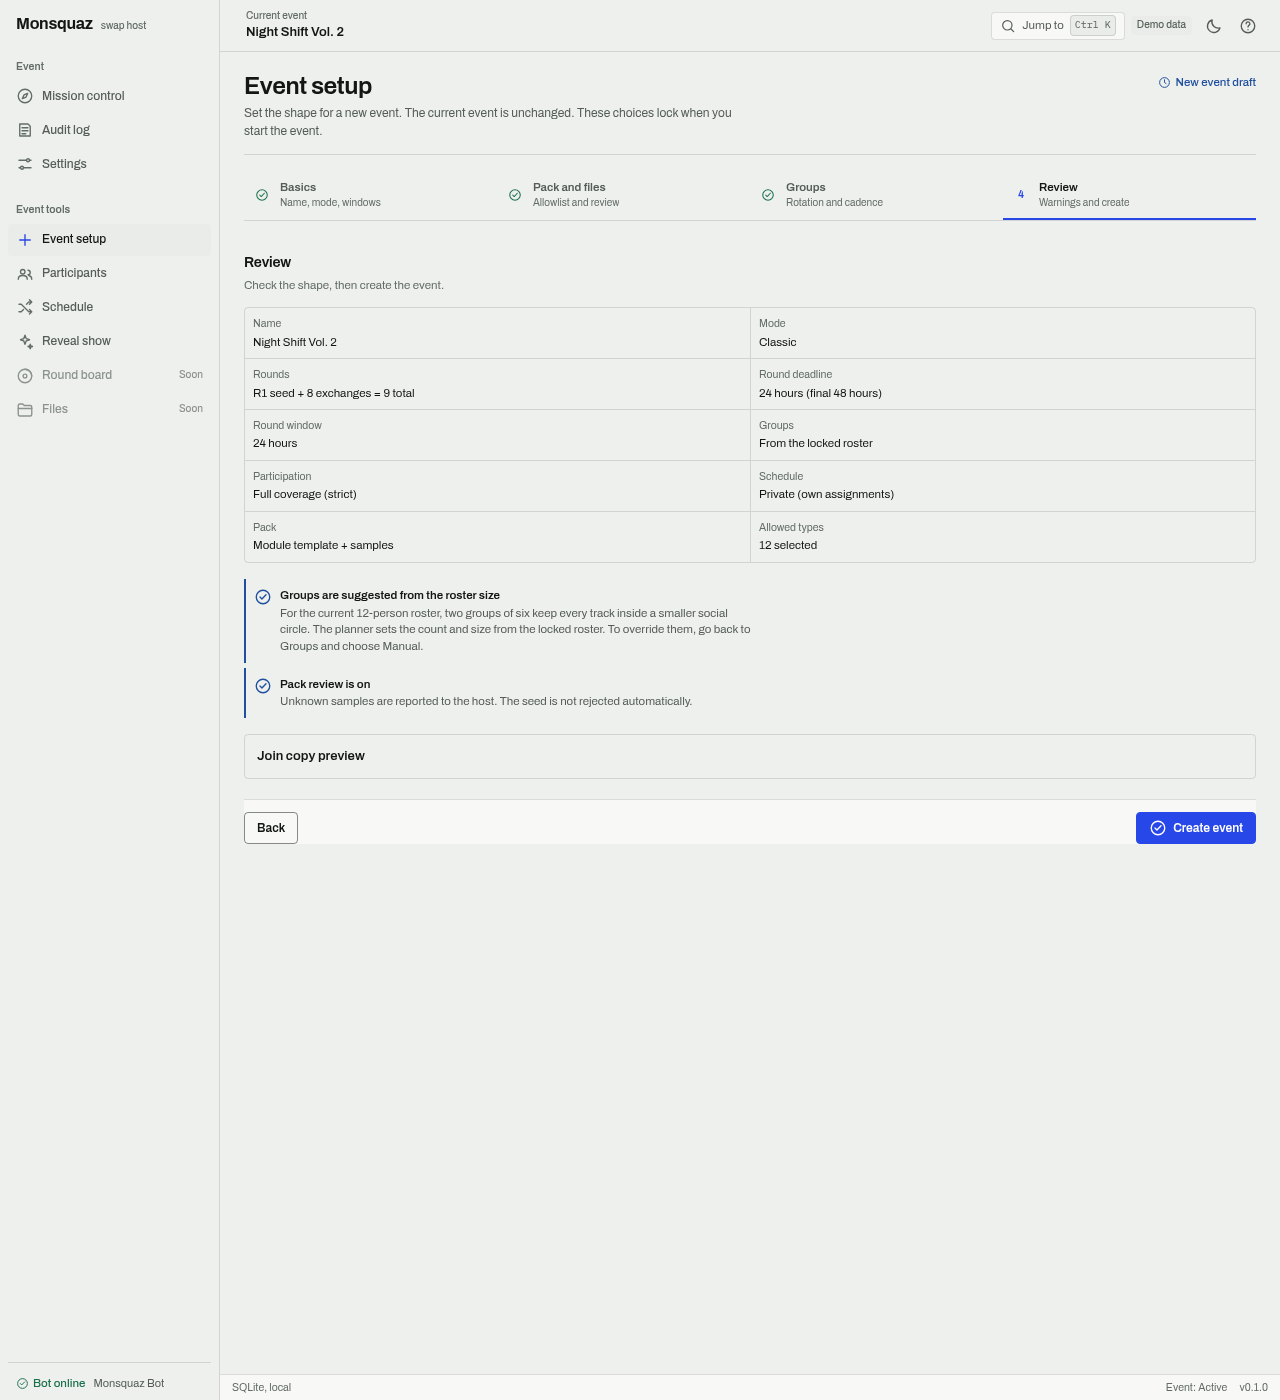 Monsquaz swap host
Event
Mission control
Audit log
Settings
Event tools
Event setup
Participants
Schedule
Reveal show
Round board Soon
Files Soon
Bot online Monsquaz Bot
Current event
Night Shift Vol. 2
Jump to Ctrl K
Demo data
Event setup
New event draft
Set the shape for a new event. The current event is unchanged. These choices lock when you
start the event.
Basics
Name, mode, windows
Pack and files
Allowlist and review
Groups
Rotation and cadence
4
Review
Warnings and create
Review
Check the shape, then create the event.
Name
Night Shift Vol. 2
Mode
Classic
Rounds
R1 seed + 8 exchanges = 9 total
Round deadline
24 hours (final 48 hours)
Round window
24 hours
Groups
From the locked roster
Participation
Full coverage (strict)
Schedule
Private (own assignments)
Pack
Module template + samples
Allowed types
12 selected
Groups are suggested from the roster size
For the current 12-person roster, two groups of six keep every track inside a smaller social
circle. The planner sets the count and size from the locked roster. To override them, go back to
Groups and choose Manual.
Pack review is on
Unknown samples are reported to the host. The seed is not rejected automatically.
Join copy preview
Back
Create event
SQLite, local
Event: Active v0.1.0